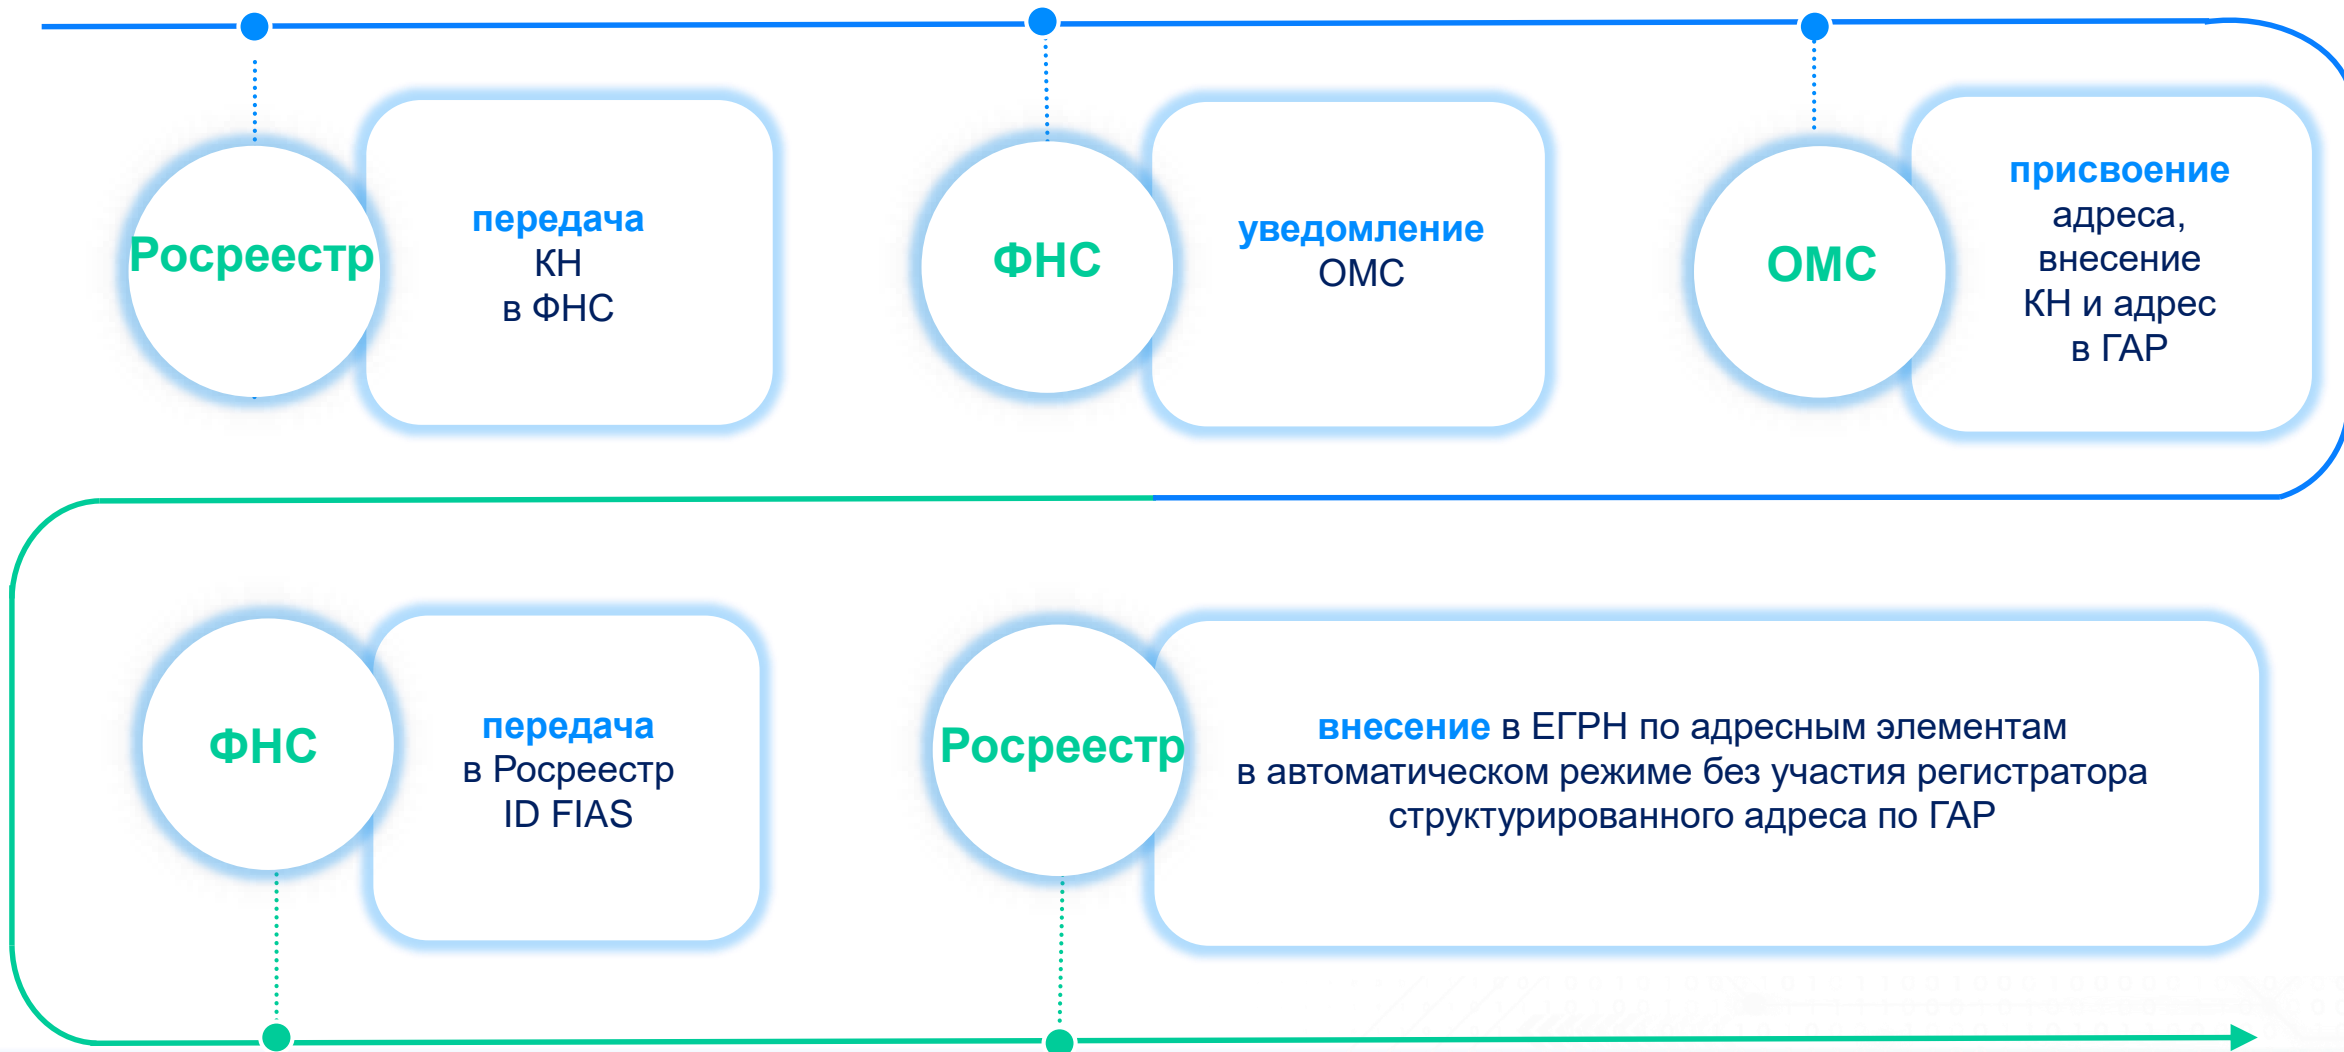 Росреестр
передача
КН
в ФНС
ФНС
уведомление
ОМС
ОМС
присвоение
адреса,
внесение
КН и адрес
в ГАР
ФНС
передача
в Росреестр
ID FIAS
Росреестр
внесение в ЕГРН по адресным элементам
в автоматическом режиме без участия регистратора
структурированного адреса по ГАР